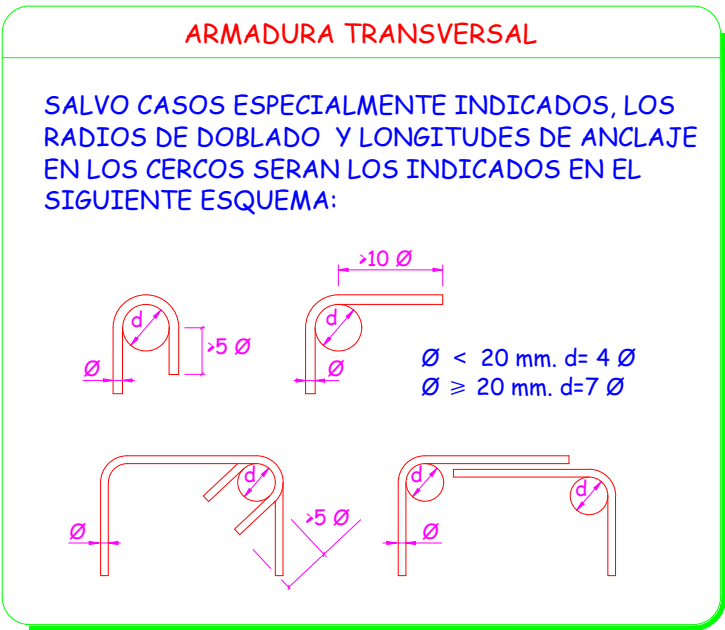 ARMADURA TRANSVERSAL
SALVO CASOS ESPECIALMENTE INDICADOS, LOS
RADIOS DE DOBLADO Y LONGITUDES DE ANCLAJE
EN LOS CERCOS SERAN LOS INDICADOS EN EL
SIGUIENTE ESQUEMA:
⩾10 Ø
d
d
⩾5 Ø
Ø
Ø
Ø < 20 mm. d= 4 Ø
Ø ⩾ 20 mm. d=7 Ø
d
d
d
⩾5 Ø
Ø
Ø